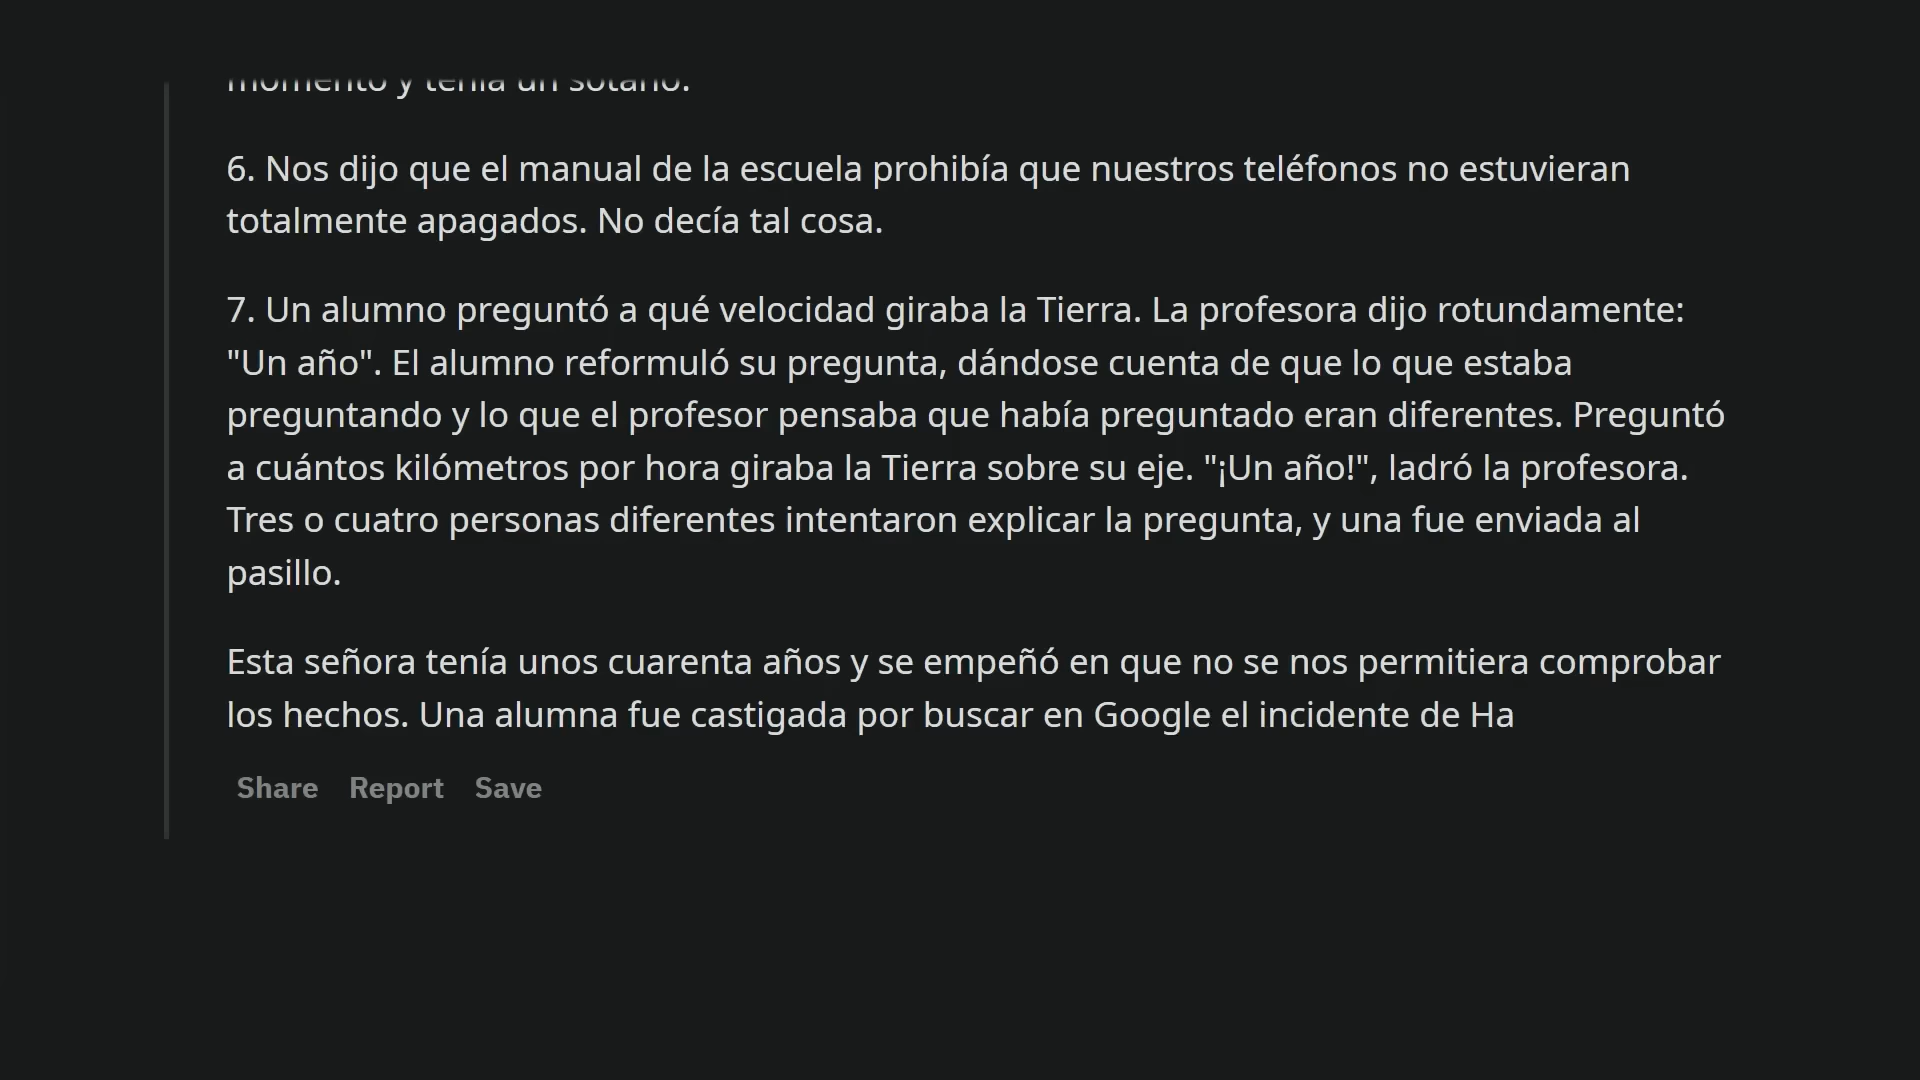 momento y tenía un sótano.
6. Nos dijo que el manual de la escuela prohibía que nuestros teléfonos no estuvieran
totalmente apagados. No decía tal cosa.
7. Un alumno preguntó a qué velocidad giraba la Tierra. La profesora dijo rotundamente:
"Un año". El alumno reformuló su pregunta, dándose cuenta de que lo que estaba
preguntando y lo que el profesor pensaba que había preguntado eran diferentes. Preguntó
a cuántos kilómetros por hora giraba la Tierra sobre su eje. "¡Un año!", ladró la profesora.
Tres o cuatro personas diferentes intentaron explicar la pregunta, y una fue enviada al
pasillo.
Esta señora tenía unos cuarenta años y se empeñó en que no se nos permitiera comprobar
los hechos. Una alumna fue castigada por buscar en Google el incidente de Ha
Share Report Save